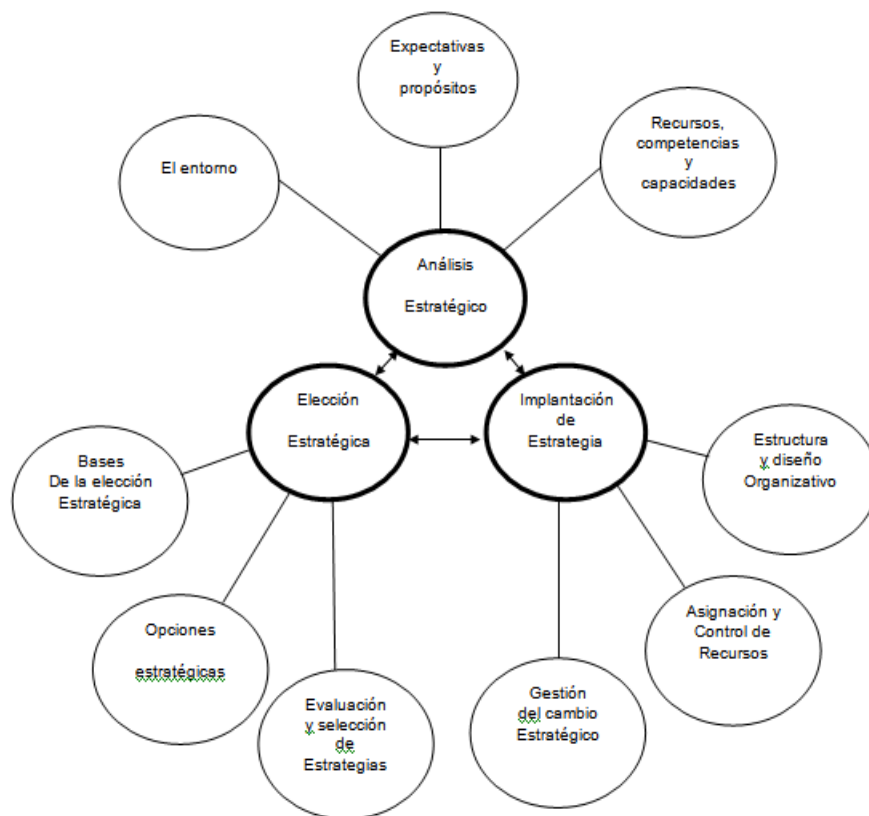 Expectativas
y
propósitos
Recursos,
competencias
y
capacidades
El entorno
Análisis
Estratégico
Elección
Estratégica
Implantación
de
Estrategia
Bases
De la elección
Estratégica
Estructura
y diseño
Organizativo
Opciones
estratégicas
Asignación y
Control de
Recursos
Evaluación
y selección
de
Estrategias
Gestión
del cambio
Estratégico